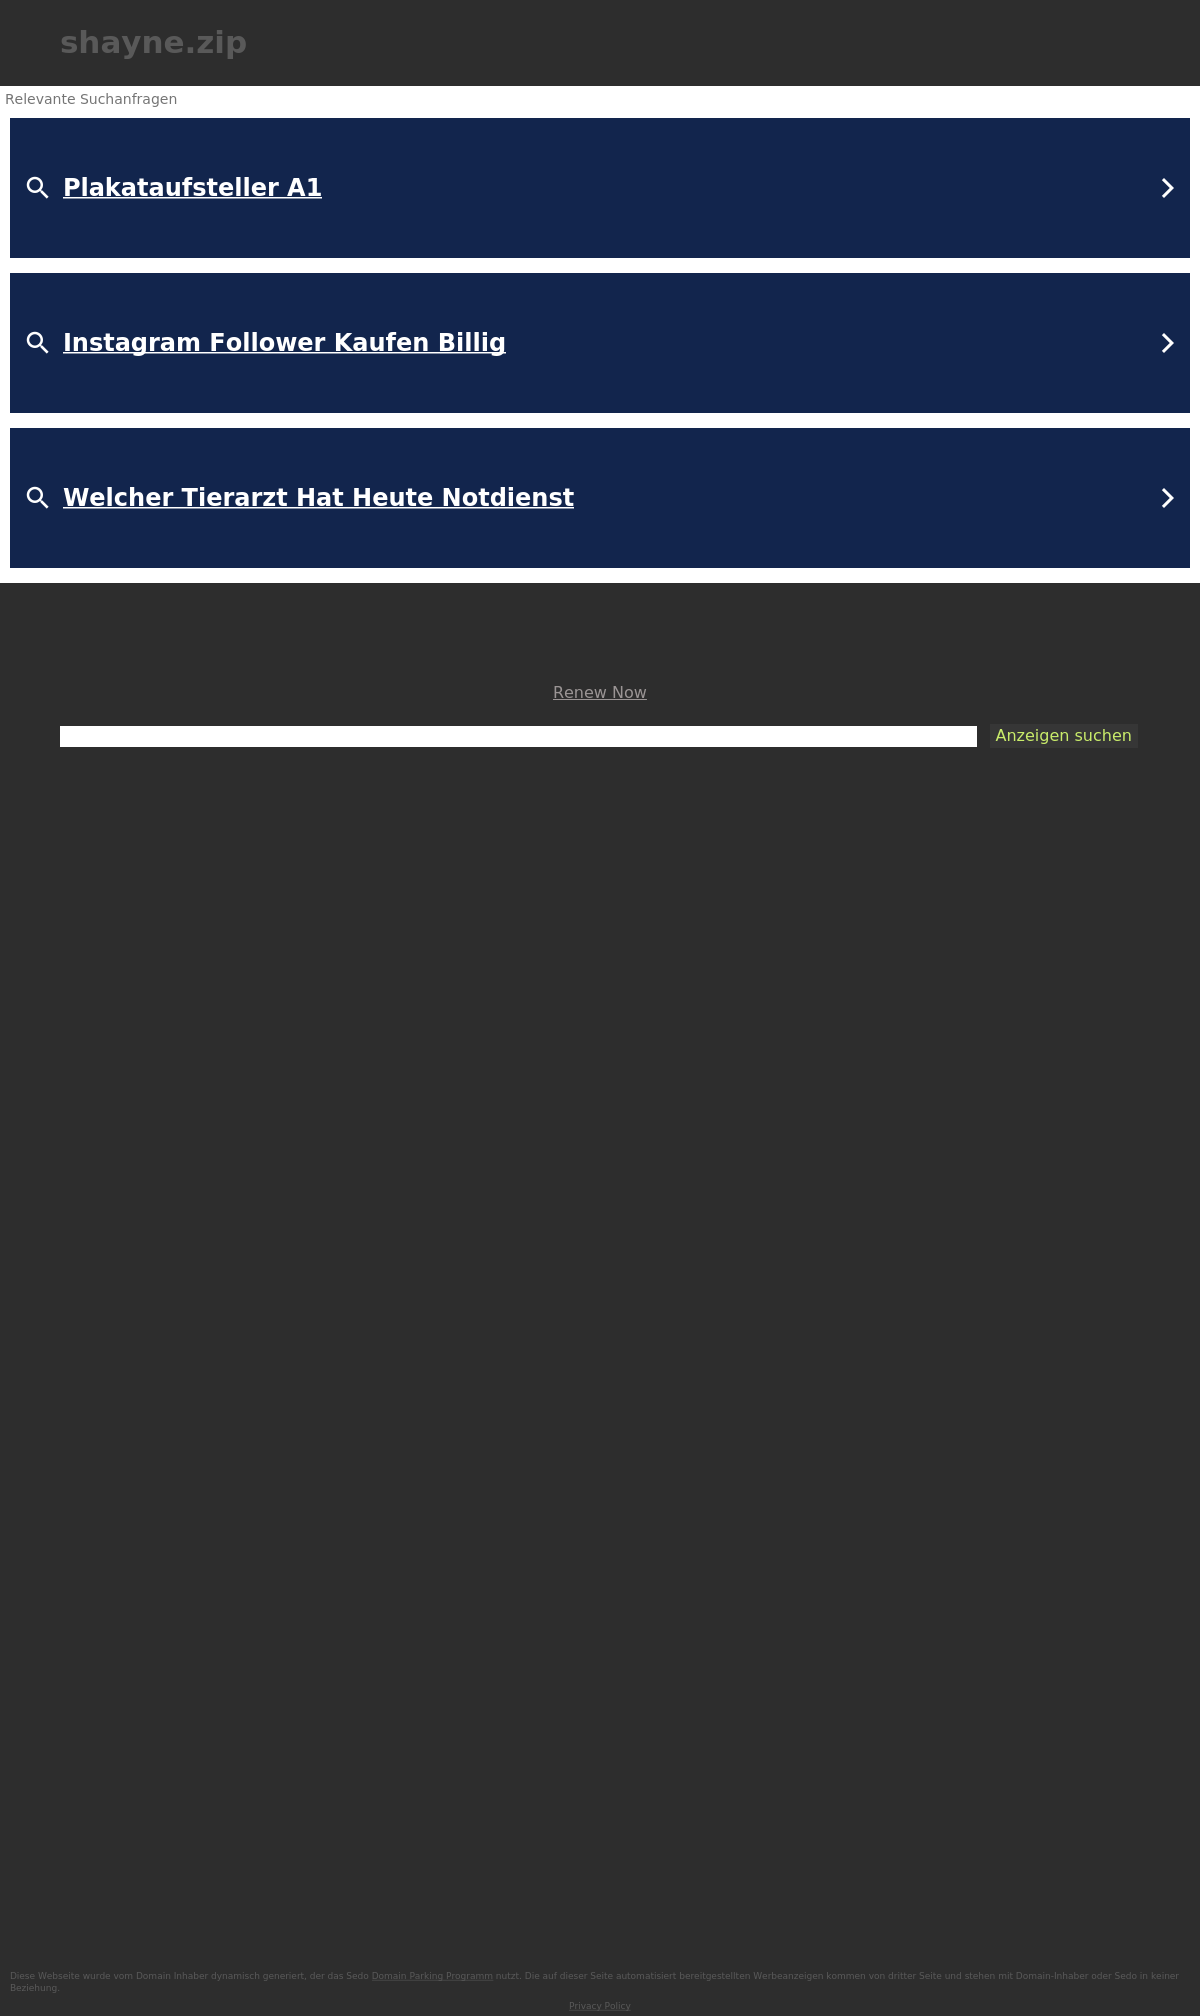 shayne.zip
Relevante Suchanfragen
Plakataufsteller A1
Instagram Follower Kaufen Billig
Welcher Tierarzt Hat Heute Notdienst
Renew Now
Anzeigen suchen
Diese Webseite wurde vom Domain Inhaber dynamisch generiert, der das Sedo Domain Parking Programm nutzt. Die auf dieser Seite automatisiert bereitgestellten Werbeanzeigen kommen von dritter Seite und stehen mit Domain-Inhaber oder Sedo in keiner
Beziehung.
Privacy Policy